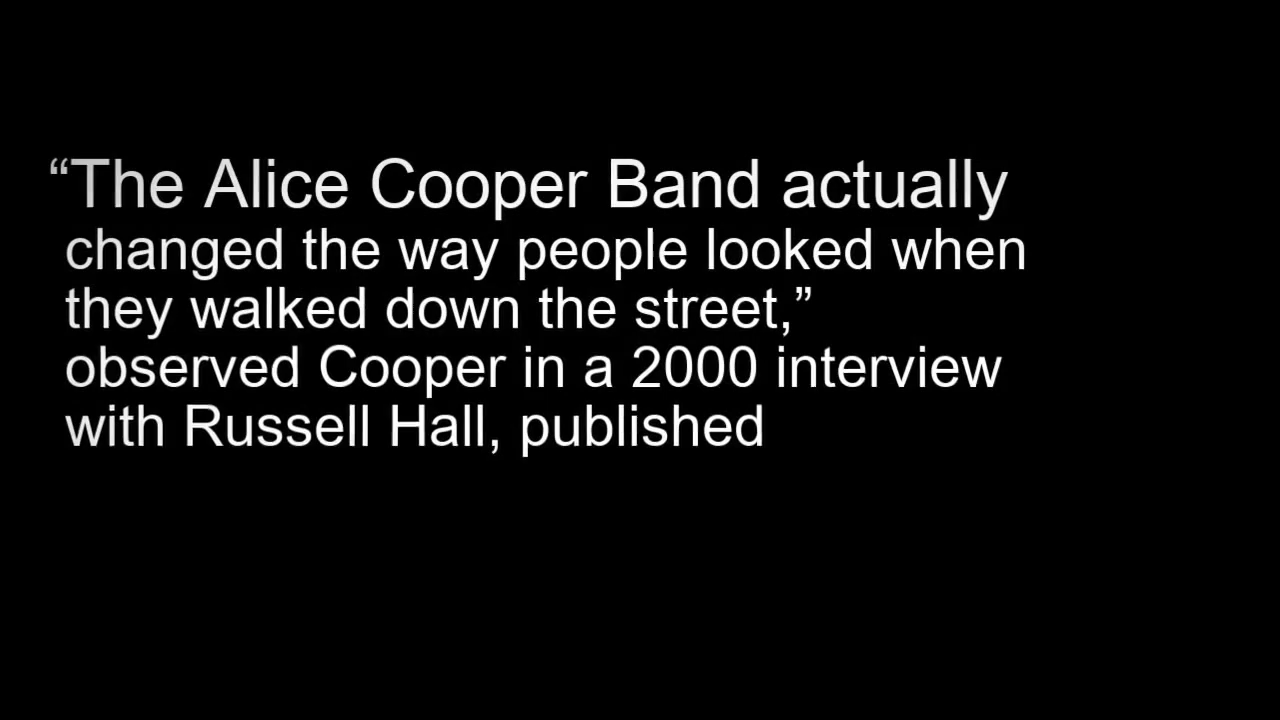 “The Alice Cooper Band actually
changed the way people looked when
they walked down the street,”
observed Cooper in a 2000 interview
with Russell Hall, published